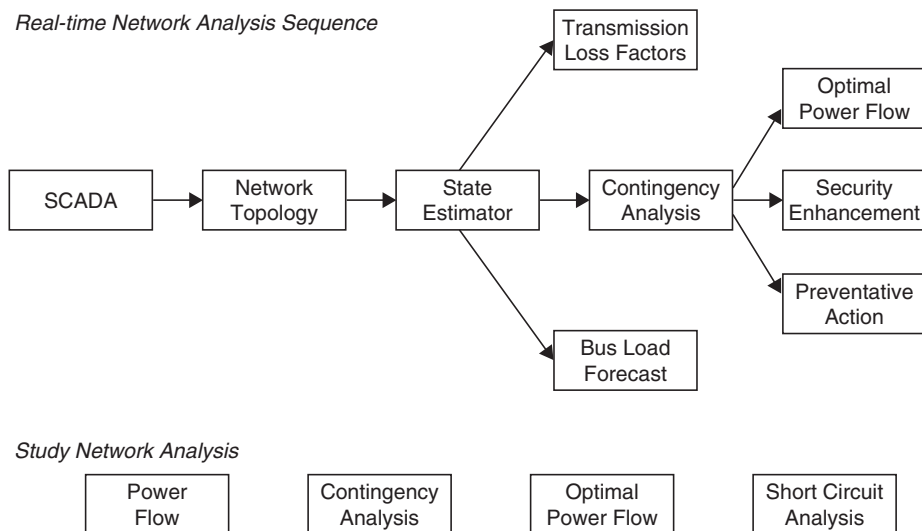 Real-time Network Analysis Sequence
Transmission
Loss Factors
Optimal
Power Flow
SCADA
Network
Topology
State
Estimator
Contingency
Analysis
Security
Enhancement
Preventative
Action
Bus Load
Forecast
Study Network Analysis
Power
Flow
Contingency
Analysis
Optimal
Power Flow
Short Circuit
Analysis